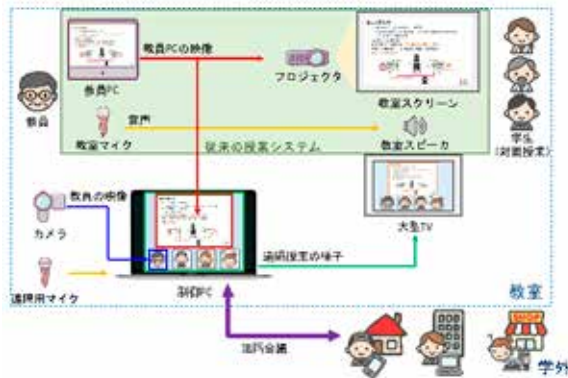 教員PCの映像
プロジェクタ
教室スクリーン
教員PC
教員
教室マイク
音声
教室スピーカ
従来の授業システム
学生
(対面授業)
教員の映像
カメラ
大型TV
遠隔授業の様子
遠隔用マイク
制御PC
教室
遠隔会議
学外
SHOP